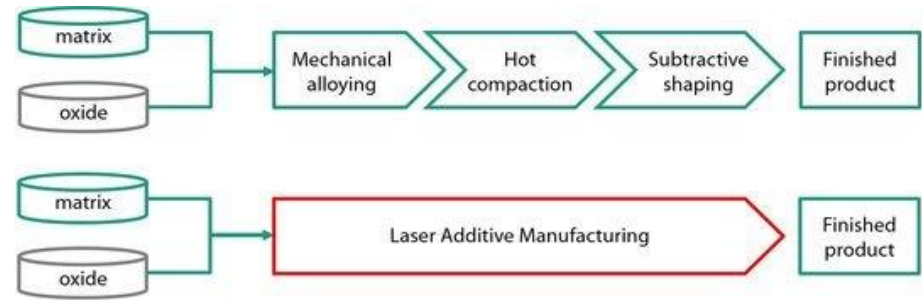 matrix
oxide
Mechanical
alloying
Hot
compaction
Subtractive
shaping
Finished
product
matrix
oxide
Laser Additive Manufacturing
Finished
product